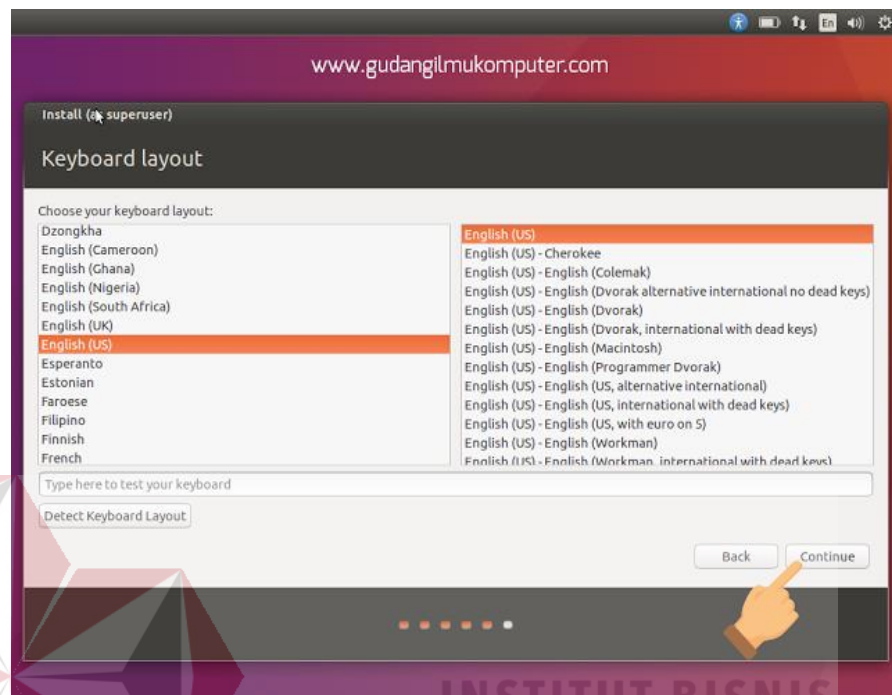 En
www.gudangilmukomputer.com
Install (as superuser)
Keyboard layout
Choose your keyboard layout:
Dzongkha
English (Cameroon)
English (Ghana)
English (Nigeria)
English (South Africa)
English (UK)
English (US)
Esperanto
Estonian
Faroese
Filipino
Finnish
French
English (US)
English (US) - Cherokee
English (US) - English (Colemak)
English (US) - English (Dvorak alternative international no dead keys)
English (US) - English (Dvorak)
English (US) - English (Dvorak, international with dead keys)
English (US) - English (Macintosh)
English (US) - English (Programmer Dvorak)
English (US) - English (US, alternative international)
English (US) - English (US, international with dead keys)
English (US) - English (US, with euro on 5)
English (US) - English (Workman)
English (US) - English (Workman, international with dead keys)
Type here to test your keyboard
Detect Keyboard Layout
Back
Continue
INSTITUT BISNIS